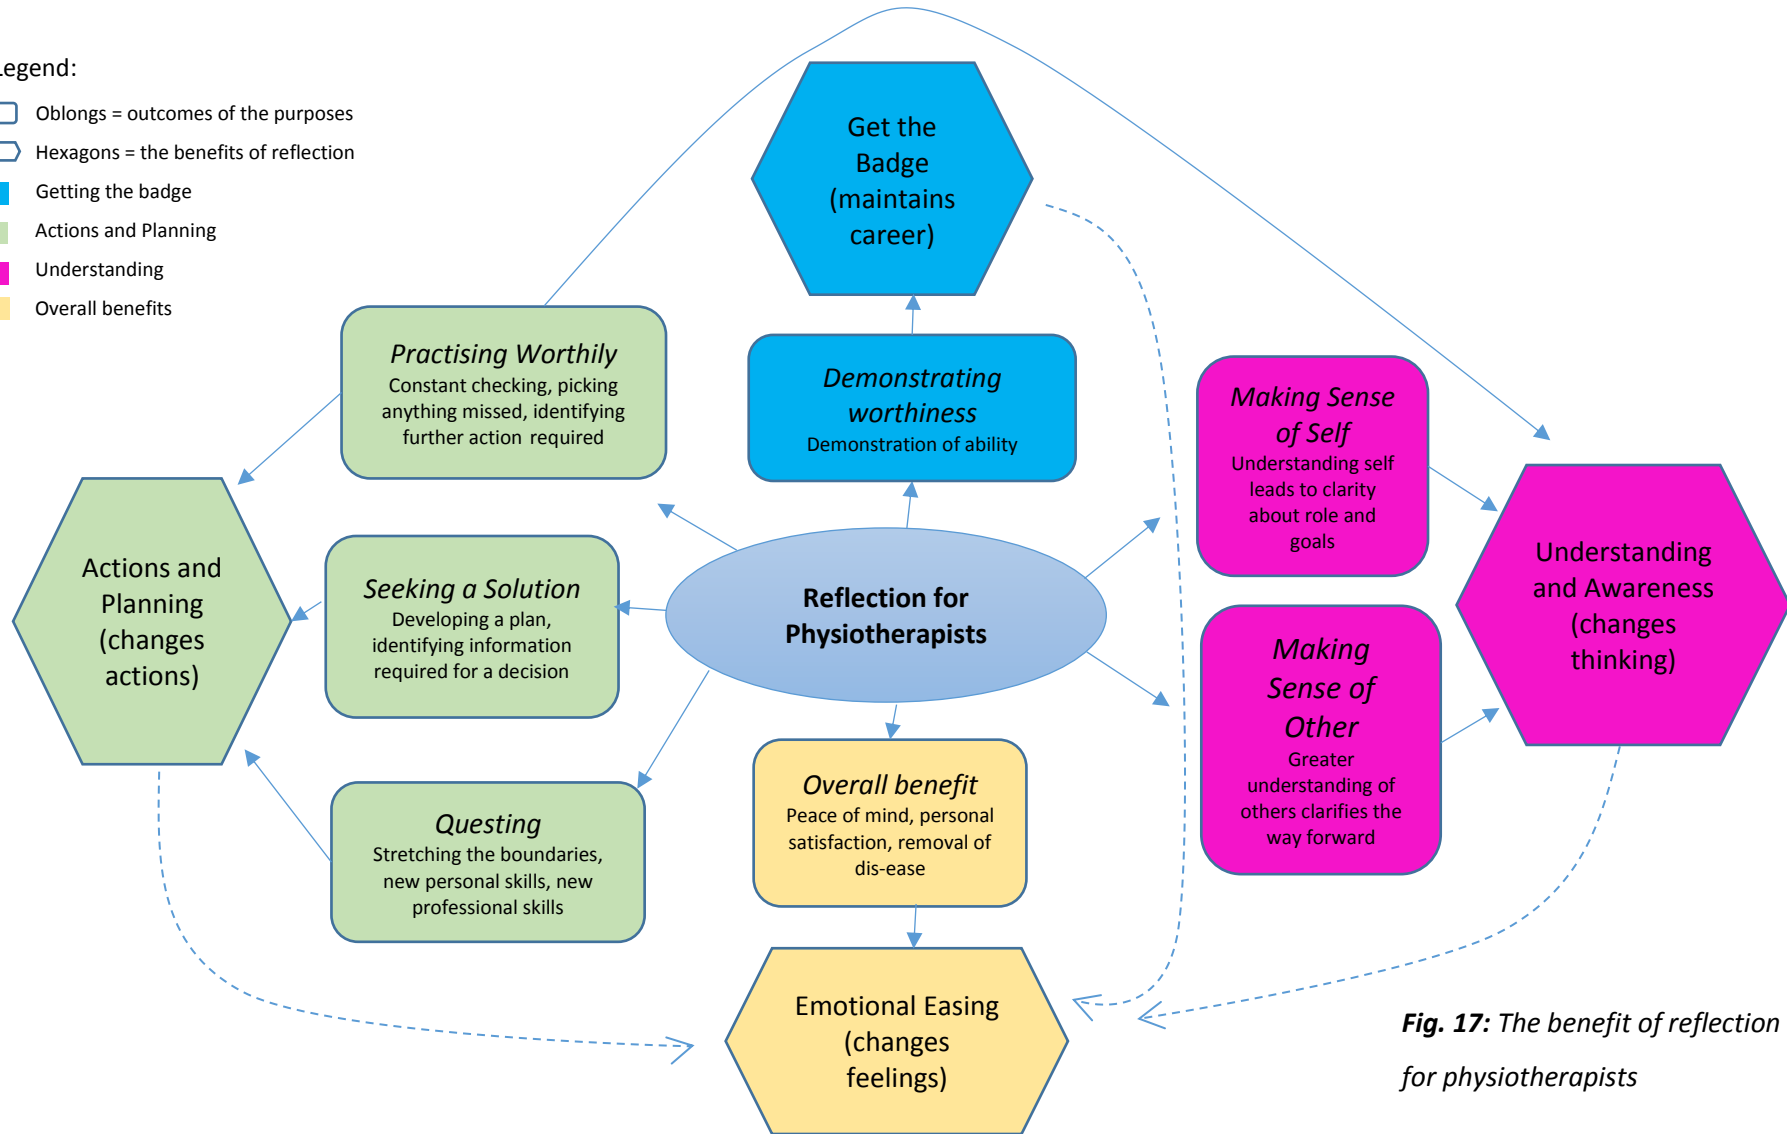 Legend:
Oblongs = outcomes of the purposes
Hexagons = the benefits of reflection
Getting the badge
Actions and Planning
Understanding
Overall benefits
Get the
Badge
(maintains
career)
Practising Worthily
Constant checking, picking
anything missed, identifying
further action required
Demonstrating
worthiness
Demonstration of ability
Making Sense
of Self
Understanding self
leads to clarity
about role and
goals
Actions and
Planning
(changes
actions)
Seeking a Solution
Developing a plan,
identifying information
required for a decision
Reflection for
Physiotherapists
Understanding
and Awareness
(changes
thinking)
Making
Sense of
Other
Greater
understanding of
others clarifies the
way forward
Questing
Stretching the boundaries,
new personal skills, new
professional skills
Overall benefit
Peace of mind, personal
satisfaction, removal of
dis-ease
Emotional Easing
(changes
feelings)
Fig. 17: The benefit of reflection
for physiotherapists